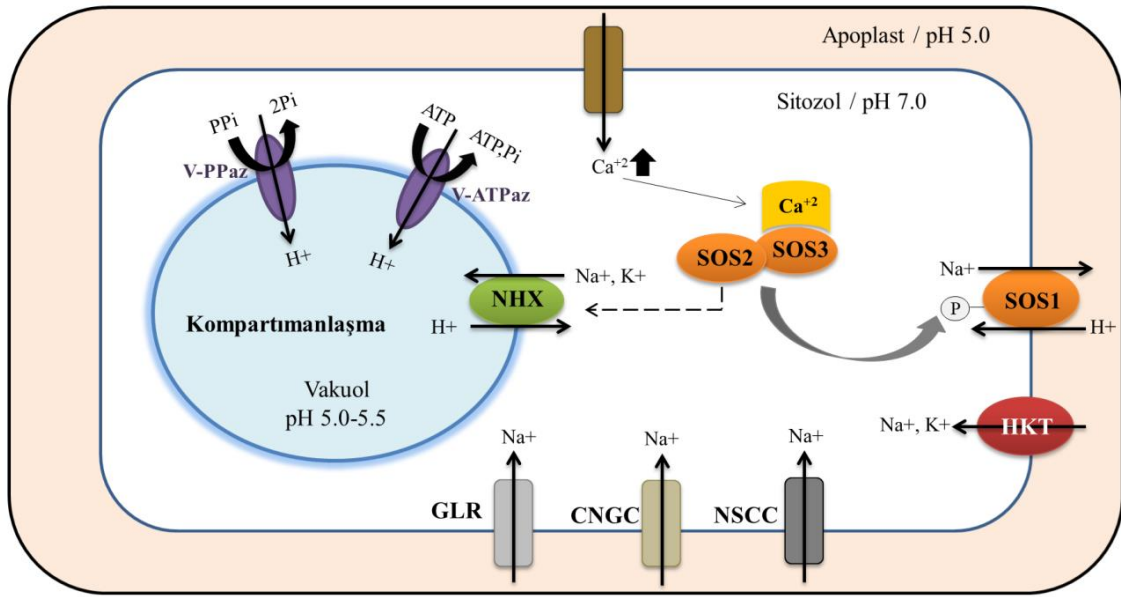 Apoplast / pH 5.0
Sitozol / pH 7.0
PPi
2Pi
ATP
ATP,Pi
V-PPaz
V-ATPaz
H+
H+
Ca+2
Ca+2
SOS2
SOS3
Na+, K+
NHX
H+
Kompartımanlaşma
Vakuol
pH 5.0-5.5
Na+
P
SOS1
H+
Na+, K+
HKT
Na+
Na+
Na+
GLR
CNGC
NSCC